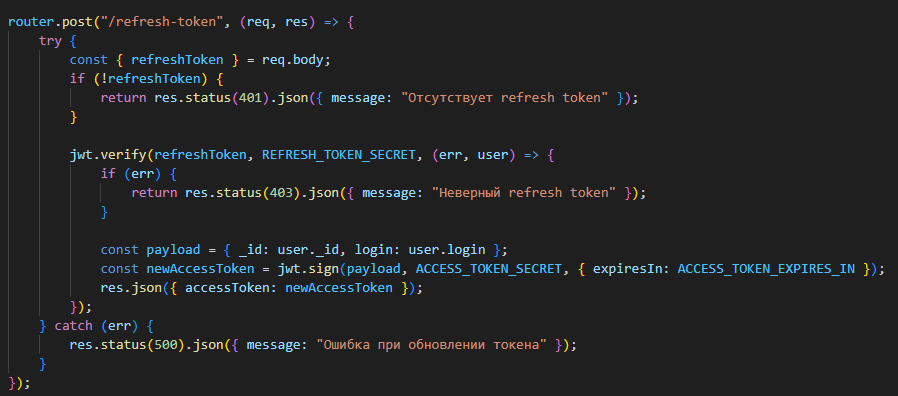 router.post("/refresh-token", (req, res) => {
    try {
        const { refreshToken } = req.body;
        if (!refreshToken) {
            return res.status(401).json({ message: "Отсутствует refresh token" });
        }

        jwt.verify(refreshToken, REFRESH_TOKEN_SECRET, (err, user) => {
            if (err) {
                return res.status(403).json({ message: "Неверный refresh token" });
            }

            const payload = { _id: user._id, login: user.login };
            const newAccessToken = jwt.sign(payload, ACCESS_TOKEN_SECRET, { expiresIn: ACCESS_TOKEN_EXPIRES_IN });
            res.json({ accessToken: newAccessToken });
        });
    } catch (err) {
        res.status(500).json({ message: "Ошибка при обновлении токена" });
    }
});